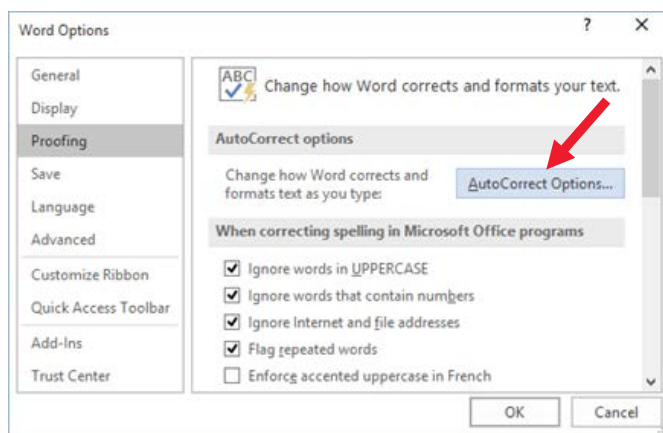 Word Options
?
General
Display
Proofing
Save
Language
Advanced
Customize Ribbon
Quick Access Toolbar
Add-Ins
Trust Center
ABC
Change how Word corrects and formats your text.
AutoCorrect options
Change how Word corrects and
formats text as you type:
AutoCorrect Options...
When correcting spelling in Microsoft Office programs
Ignore words in UPPERCASE
Ignore words that contain numbers
Ignore Internet and file addresses
Flag repeated words
Enforce accented uppercase in French
OK
Cancel